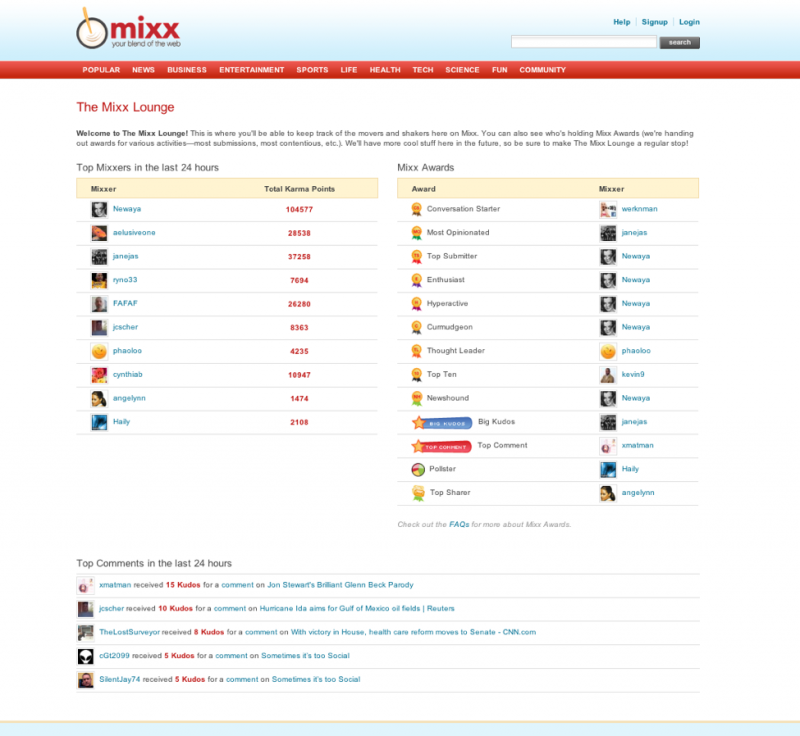 mixx
your blend of the web
Help Signup Login
search
POPULAR NEWS BUSINESS ENTERTAINMENT SPORTS LIFE HEALTH TECH SCIENCE FUN COMMUNITY
The Mixx Lounge
Welcome to The Mixx Lounge! This is where you'll be able to keep track of the movers and shakers here on Mixx. You can also see who's holding Mixx Awards (we're handing
out awards for various activities—most submissions, most contentious, etc.). We'll have more cool stuff here in the future, so be sure to make The Mixx Lounge a regular stop!
Top Mixxers in the last 24 hours
Mixxer Total Karma Points
Newaya 104577
aelusiveone 28538
janejas 37258
ryno33 7694
FAFAF 26280
jcscher 8363
phaoloo 4235
cynthiab 10947
angelynn 1474
Haily 2108
Mixx Awards
Award Mixxer
Conversation Starter werknman
Most Opinionated janejas
Top Submitter Newaya
Enthusiast Newaya
Hyperactive Newaya
Curmudgeon Newaya
Thought Leader phaoloo
Top Ten kevin9
Newshound Newaya
BIG KUDOS Big Kudos janejas
TOP COMMENT Top Comment xmatman
Pollster Haily
Top Sharer angelynn
Check out the FAQs for more about Mixx Awards.
Top Comments in the last 24 hours
xmatman received 15 Kudos for a comment on Jon Stewart's Brilliant Glenn Beck Parody
jcscher received 10 Kudos for a comment on Hurricane Ida aims for Gulf of Mexico oil fields | Reuters
TheLostSurveyor received 8 Kudos for a comment on With victory in House, health care reform moves to Senate - CNN.com
cGt2099 received 5 Kudos for a comment on Sometimes it's too Social
SilentJay74 received 5 Kudos for a comment on Sometimes it's too Social